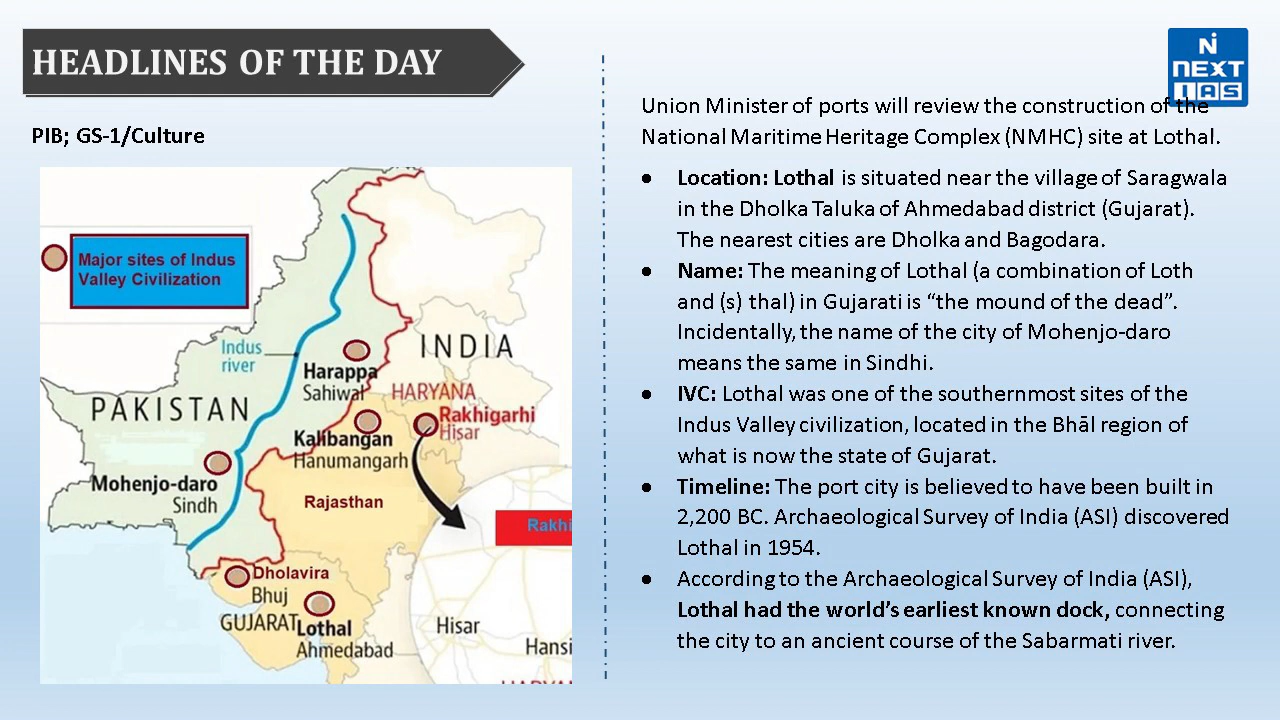 HEADLINES OF THE DAY
PIB; GS-1/Culture
Major sites of Indus
Valley Civilization
Indus
river
INDIA
Harappa
Sahiwal
HARYANA
PAKISTAN
Rakhigarhi
Hisar
Kalibangan
Hanumangarh
Mohenjo-daro
Sindh
Rajasthan
Rakhi
Dholavira
Bhuj
GUJARAT
Lothal
Ahmedabad
Hisar
Hansi
NEXT
IAS
Union Minister of ports will review the construction of the
National Maritime Heritage Complex (NMHC) site at Lothal.
● Location: Lothal is situated near the village of Saragwala
in the Dholka Taluka of Ahmedabad district (Gujarat).
The nearest cities are Dholka and Bagodara.
● Name: The meaning of Lothal (a combination of Loth
and (s) thal) in Gujarati is “the mound of the dead”.
Incidentally, the name of the city of Mohenjo-daro
means the same in Sindhi.
● IVC: Lothal was one of the southernmost sites of the
Indus Valley civilization, located in the Bhāl region of
what is now the state of Gujarat.
● Timeline: The port city is believed to have been built in
2,200 BC. Archaeological Survey of India (ASI) discovered
Lothal in 1954.
● According to the Archaeological Survey of India (ASI),
Lothal had the world’s earliest known dock, connecting
the city to an ancient course of the Sabarmati river.